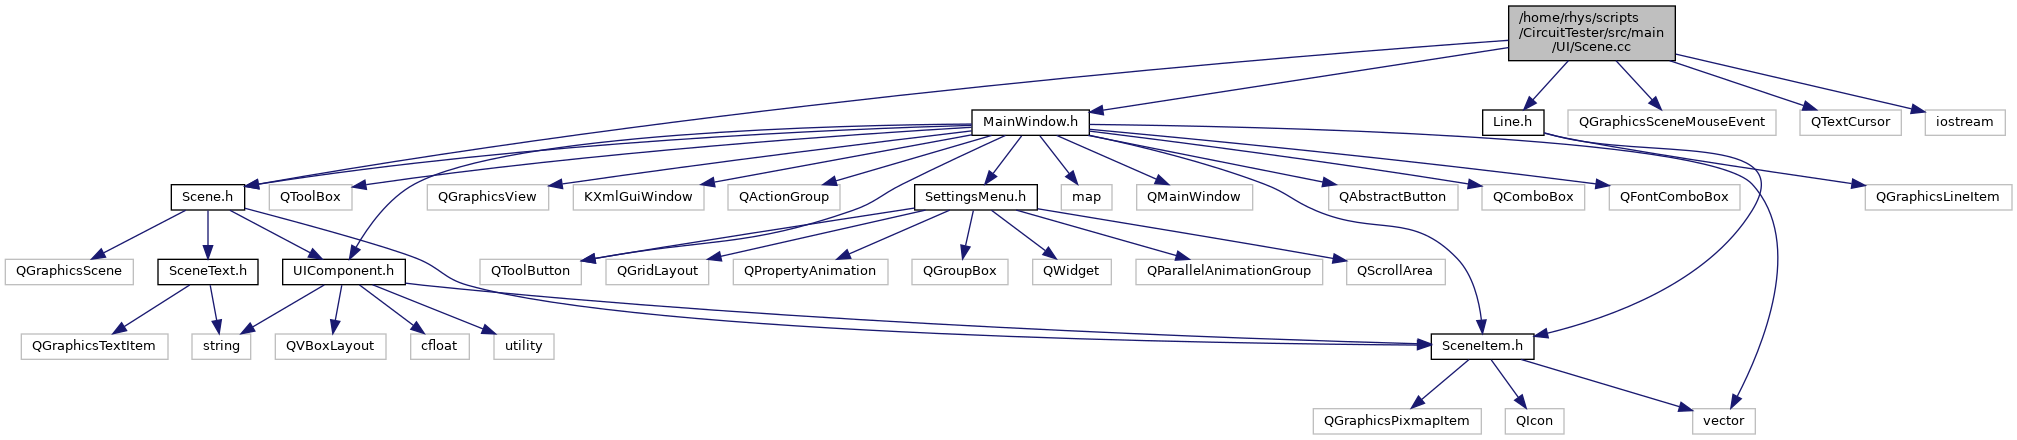 /home/rhys/scripts
/CircuitTester/src/main
/UI/Scene.cc
MainWindow.h
Line.h
QGraphicsSceneMouseEvent
QTextCursor
iostream
Scene.h
QToolBox
QGraphicsView
KXmlGuiWindow
QActionGroup
SettingsMenu.h
map
QMainWindow
QAbstractButton
QComboBox
QFontComboBox
QGraphicsLineItem
QGraphicsScene
SceneText.h
UIComponent.h
QToolButton
QGridLayout
QPropertyAnimation
QGroupBox
QWidget
QParallelAnimationGroup
QScrollArea
QGraphicsTextItem
string
QVBoxLayout
cfloat
utility
SceneItem.h
QGraphicsPixmapItem
QIcon
vector